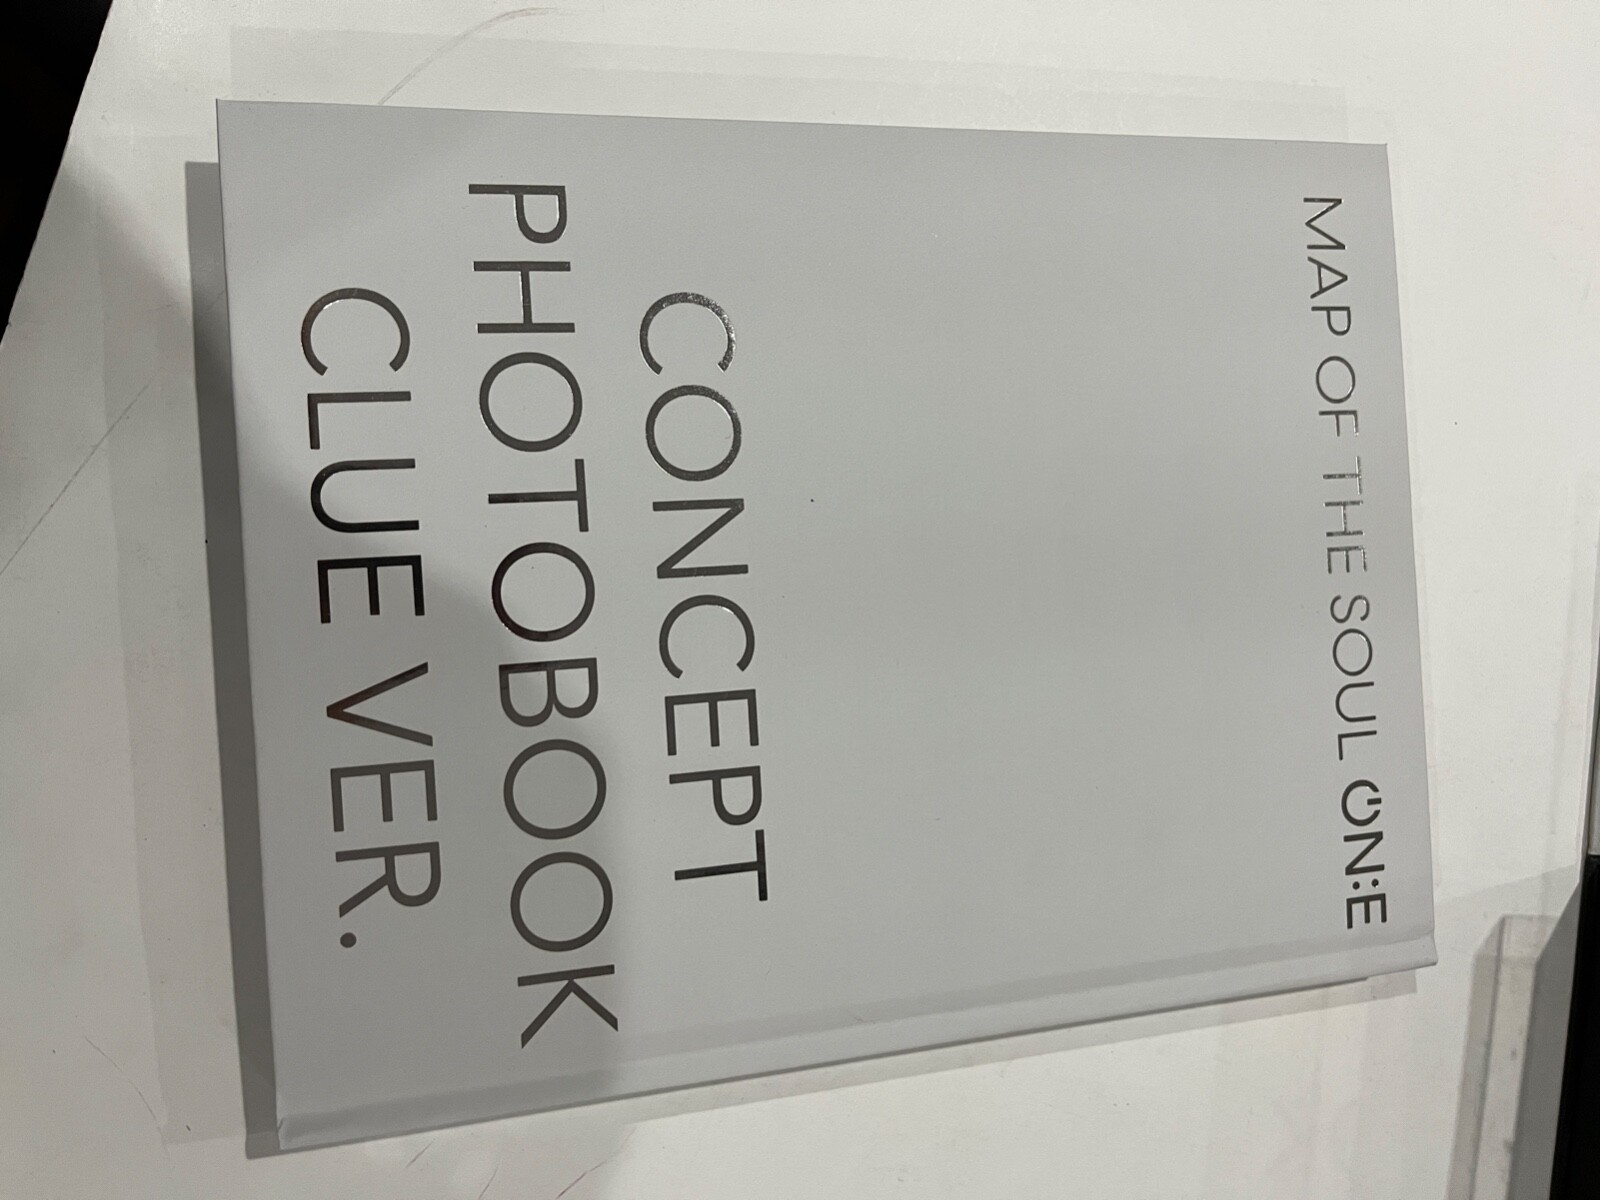 MAP OF THE SOUL ON:E
CONCEPT
PHOTOBOOK
CLUE VER.